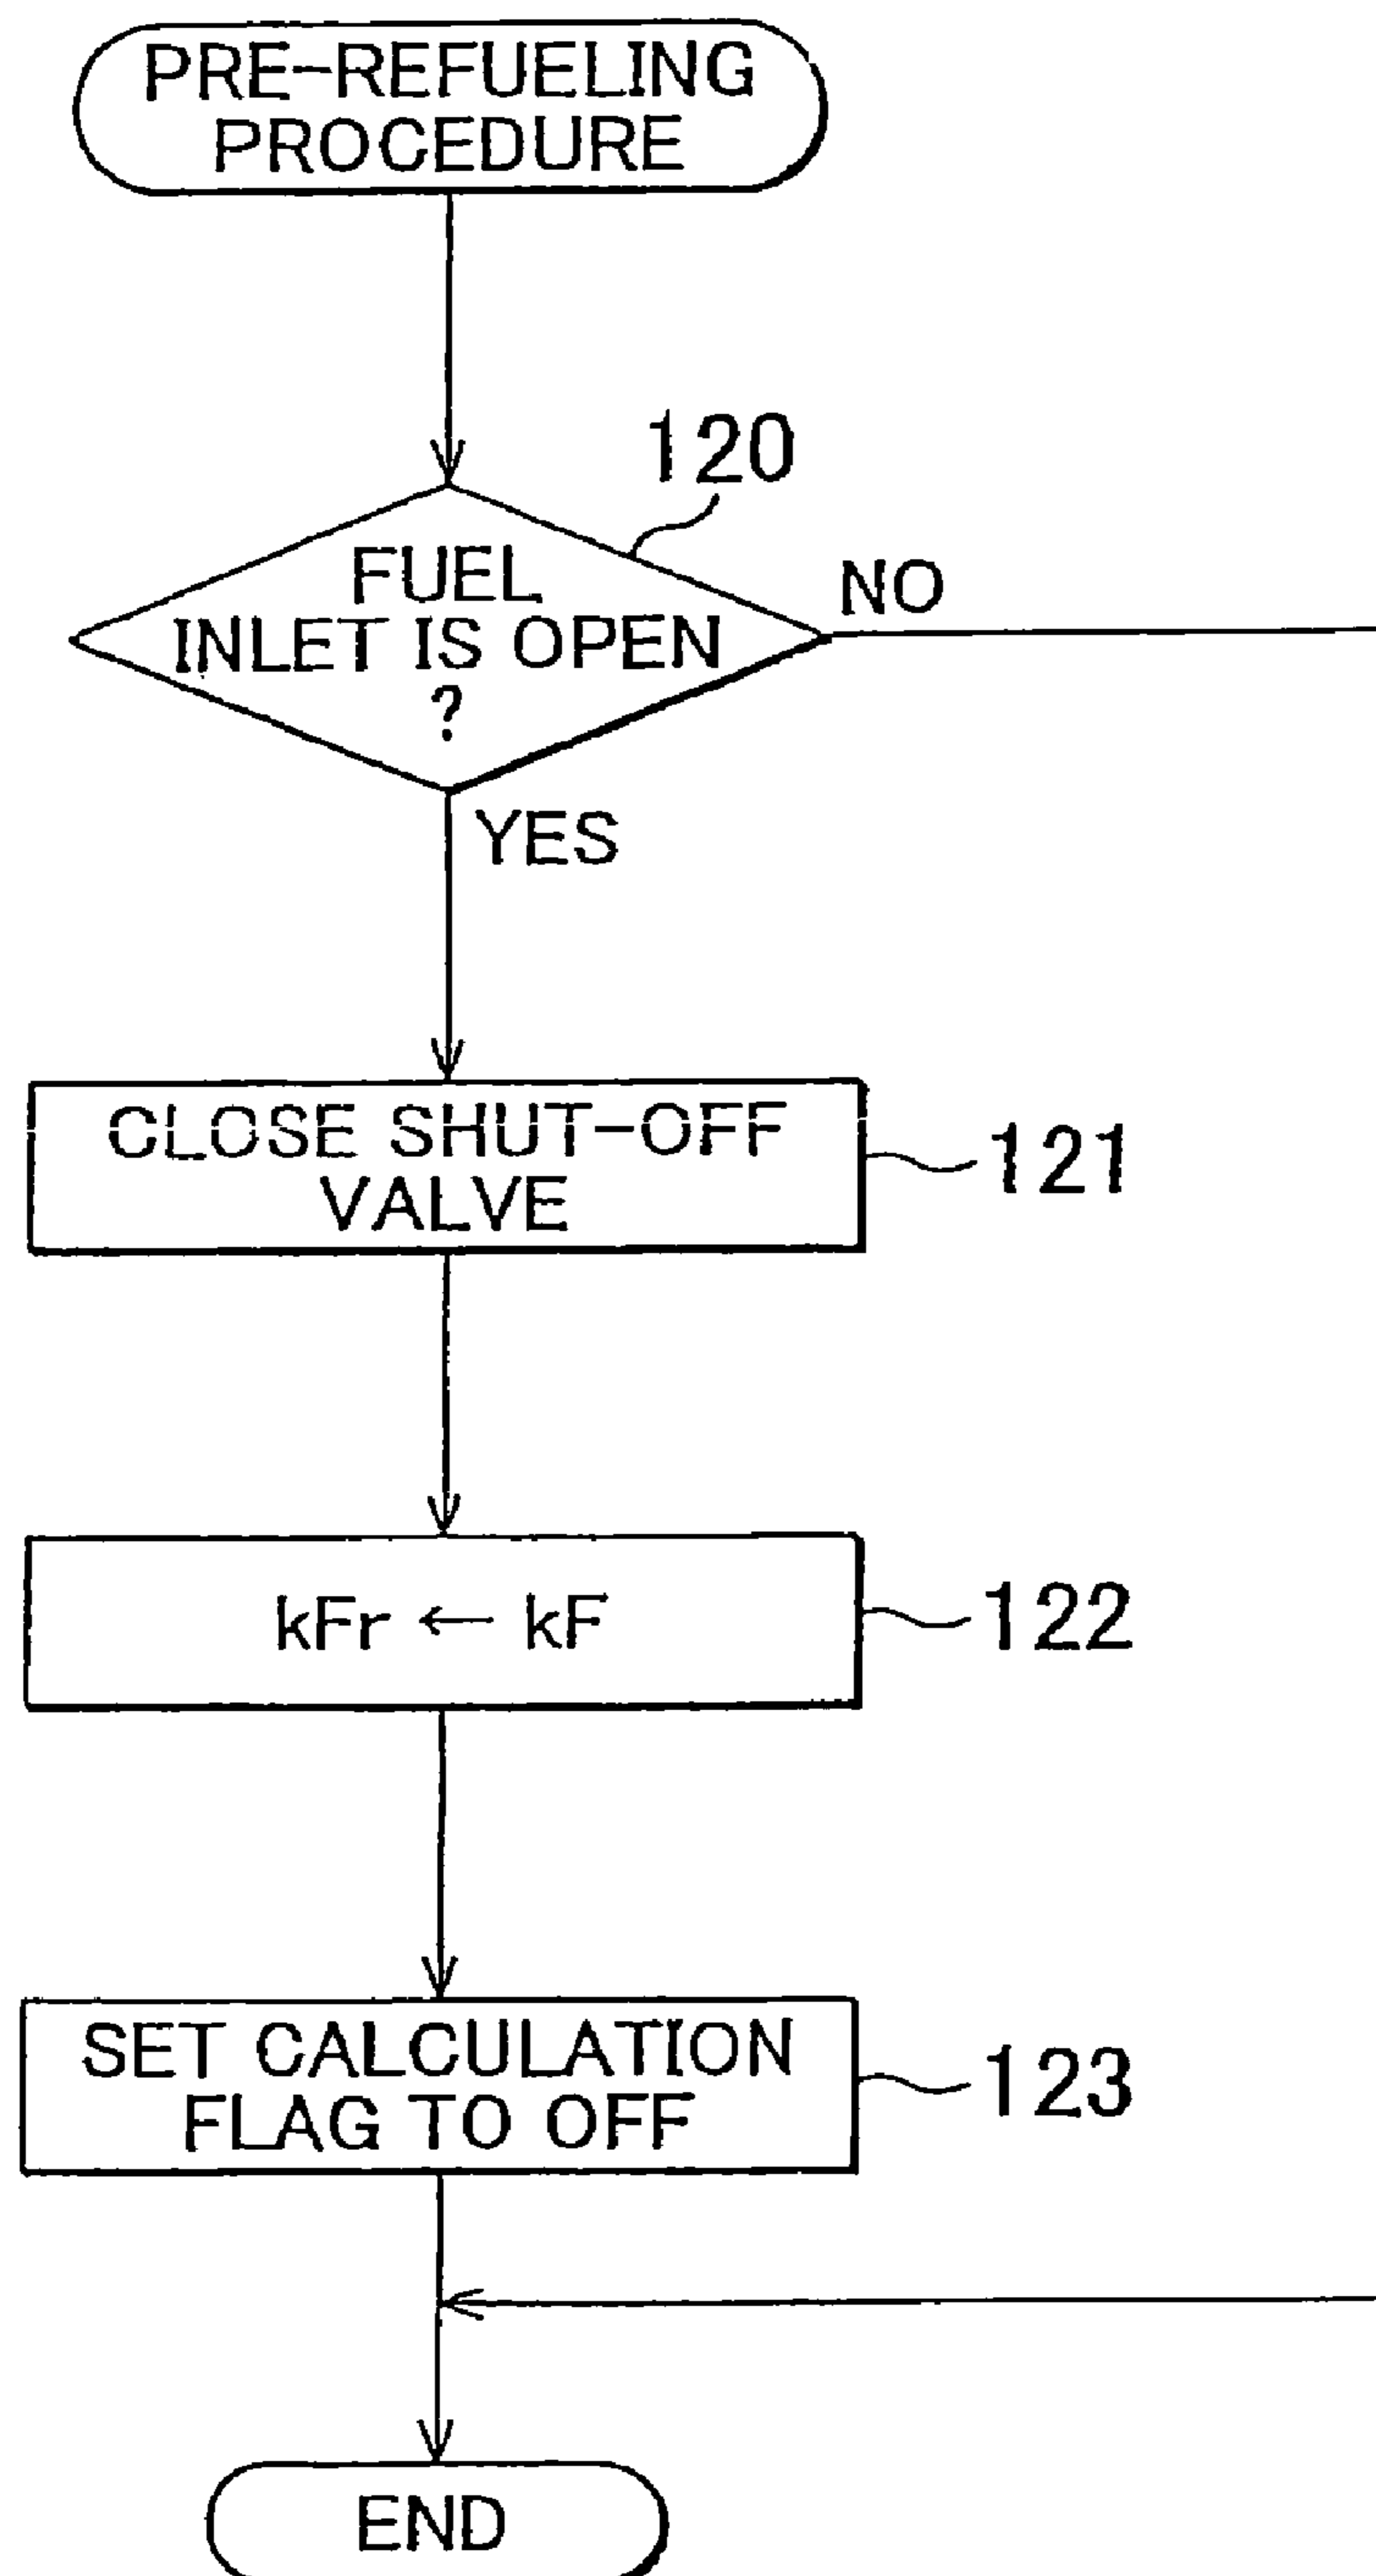 PRE-REFUELING
PROCEDURE
120
FUEL
INLET IS OPEN
?
NO
YES
CLOSE SHUT-OFF
VALVE
121
kFr ← kF
122
SET CALCULATION
FLAG TO OFF
123
END